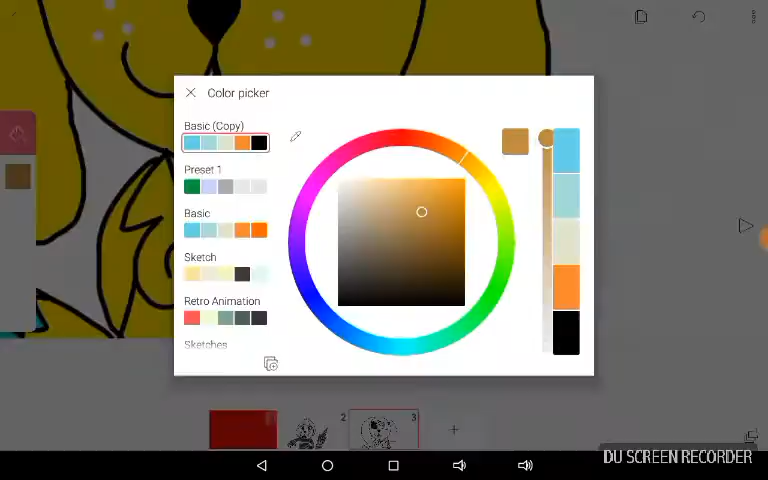 Color picker
Basic (Copy)
Preset 1
Basic
Sketch
Retro Animation
Sketches
2
3
DU SCREEN RECORDER